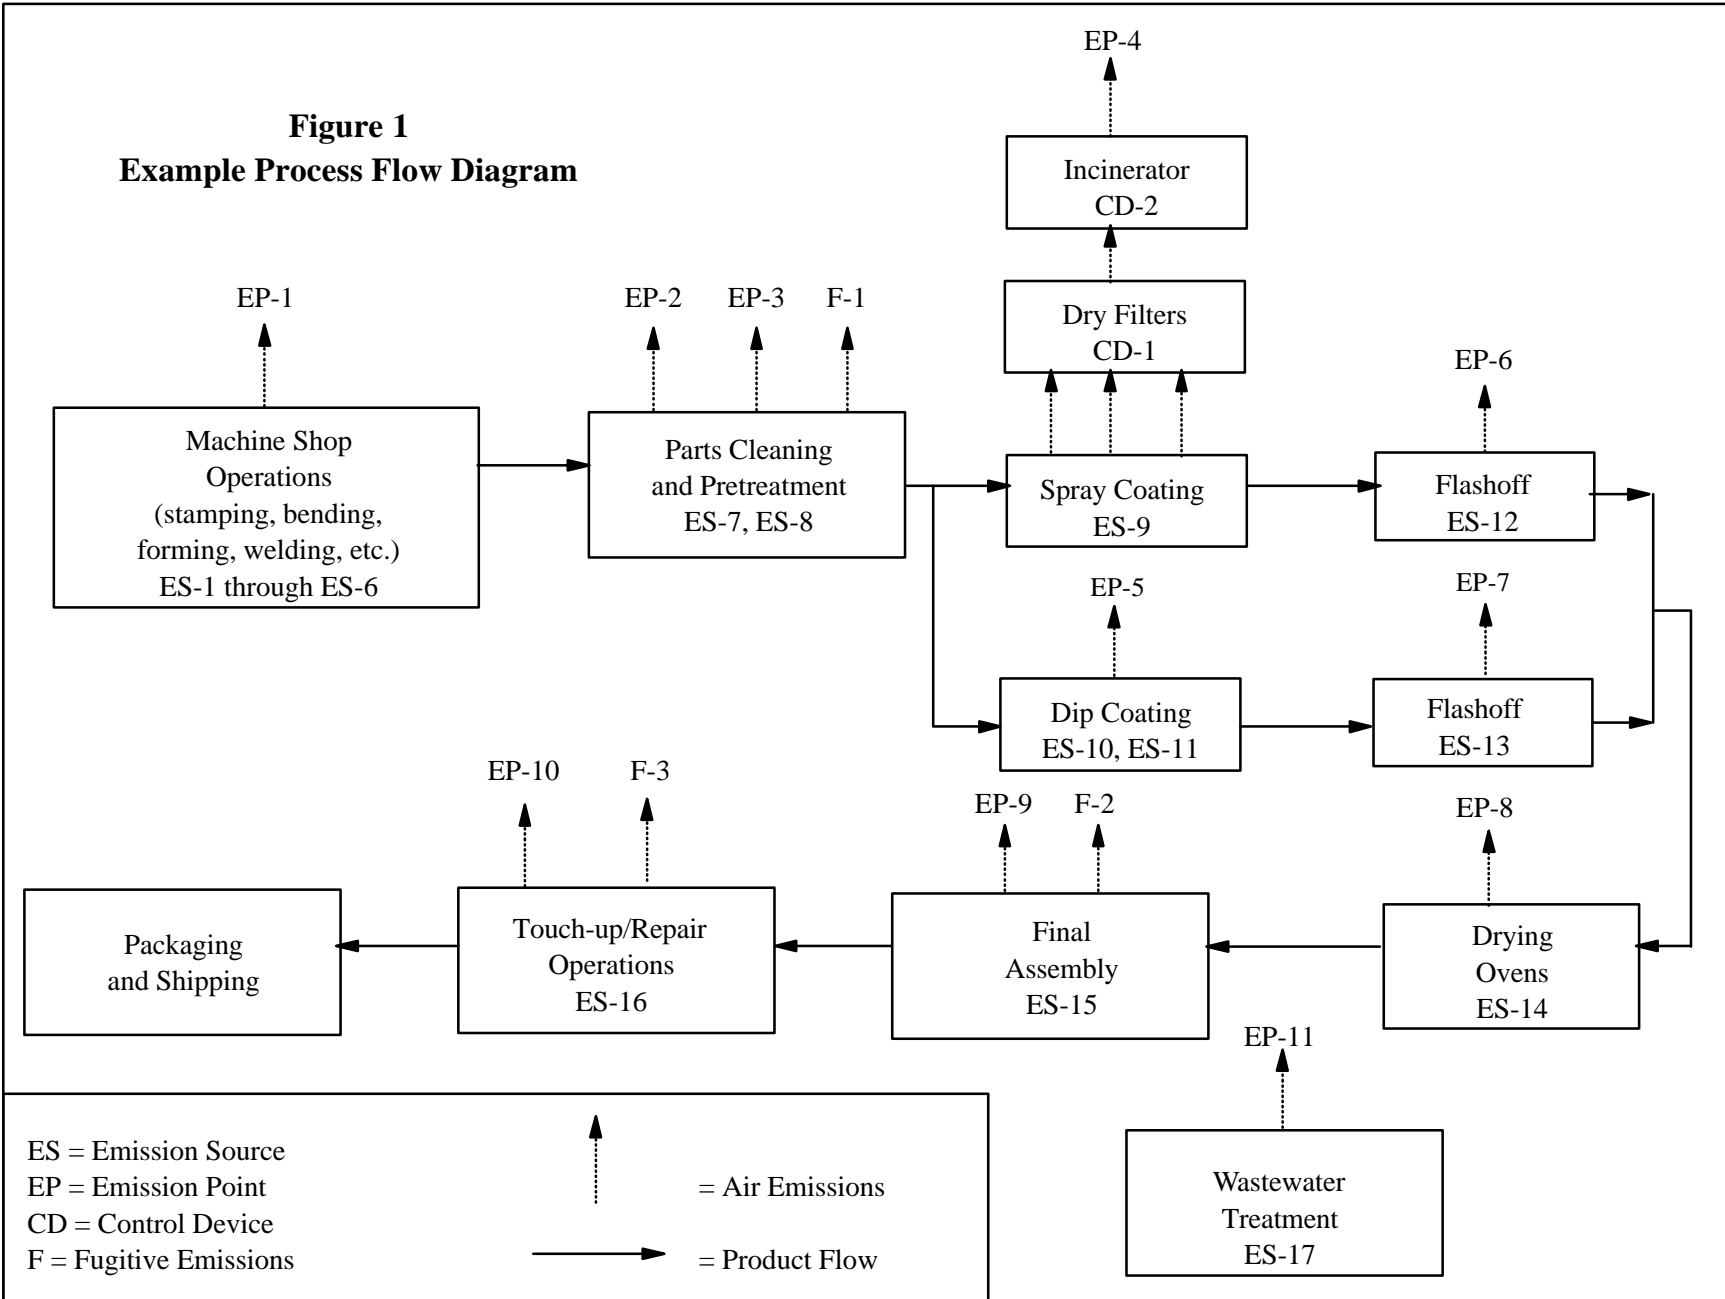 Figure 1
Example Process Flow Diagram
EP-4
Incinerator
CD-2
EP-1
EP-2
EP-3
F-1
Dry Filters
CD-1
EP-6
Machine Shop
Operations
(stamping, bending,
forming, welding, etc.)
ES-1 through ES-6
Parts Cleaning
and Pretreatment
ES-7, ES-8
Spray Coating
ES-9
Flashoff
ES-12
EP-5
EP-7
Dip Coating
ES-10, ES-11
Flashoff
ES-13
EP-10
F-3
EP-9
F-2
EP-8
Packaging
and Shipping
Touch-up/Repair
Operations
ES-16
Final
Assembly
ES-15
Drying
Ovens
ES-14
EP-11
Wastewater
Treatment
ES-17
ES = Emission Source
EP = Emission Point
CD = Control Device
F = Fugitive Emissions
= Air Emissions
= Product Flow